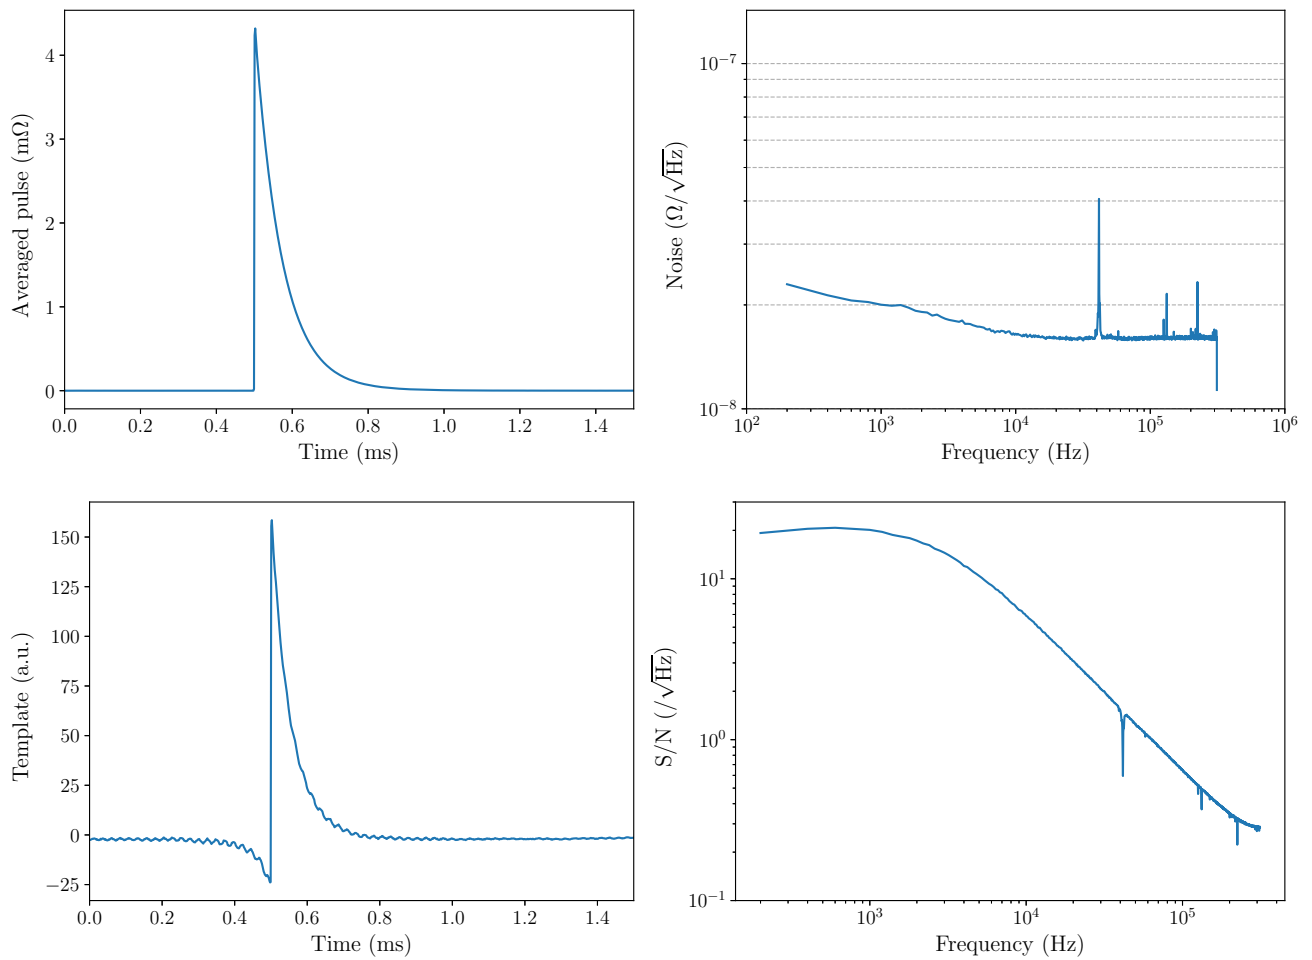 Averaged pulse (mΩ)
4
3
2
1
0
0.0 0.2 0.4 0.6 0.8 1.0 1.2 1.4
Time (ms)
Noise (Ω/√Hz)
10⁻⁷
10⁻⁸
10² 10³ 10⁴ 10⁵ 10⁶
Frequency (Hz)
Template (a.u.)
150
125
100
75
50
25
0
−25
0.0 0.2 0.4 0.6 0.8 1.0 1.2 1.4
Time (ms)
S/N (/√Hz)
10¹
10⁰
10⁻¹
10³ 10⁴ 10⁵
Frequency (Hz)